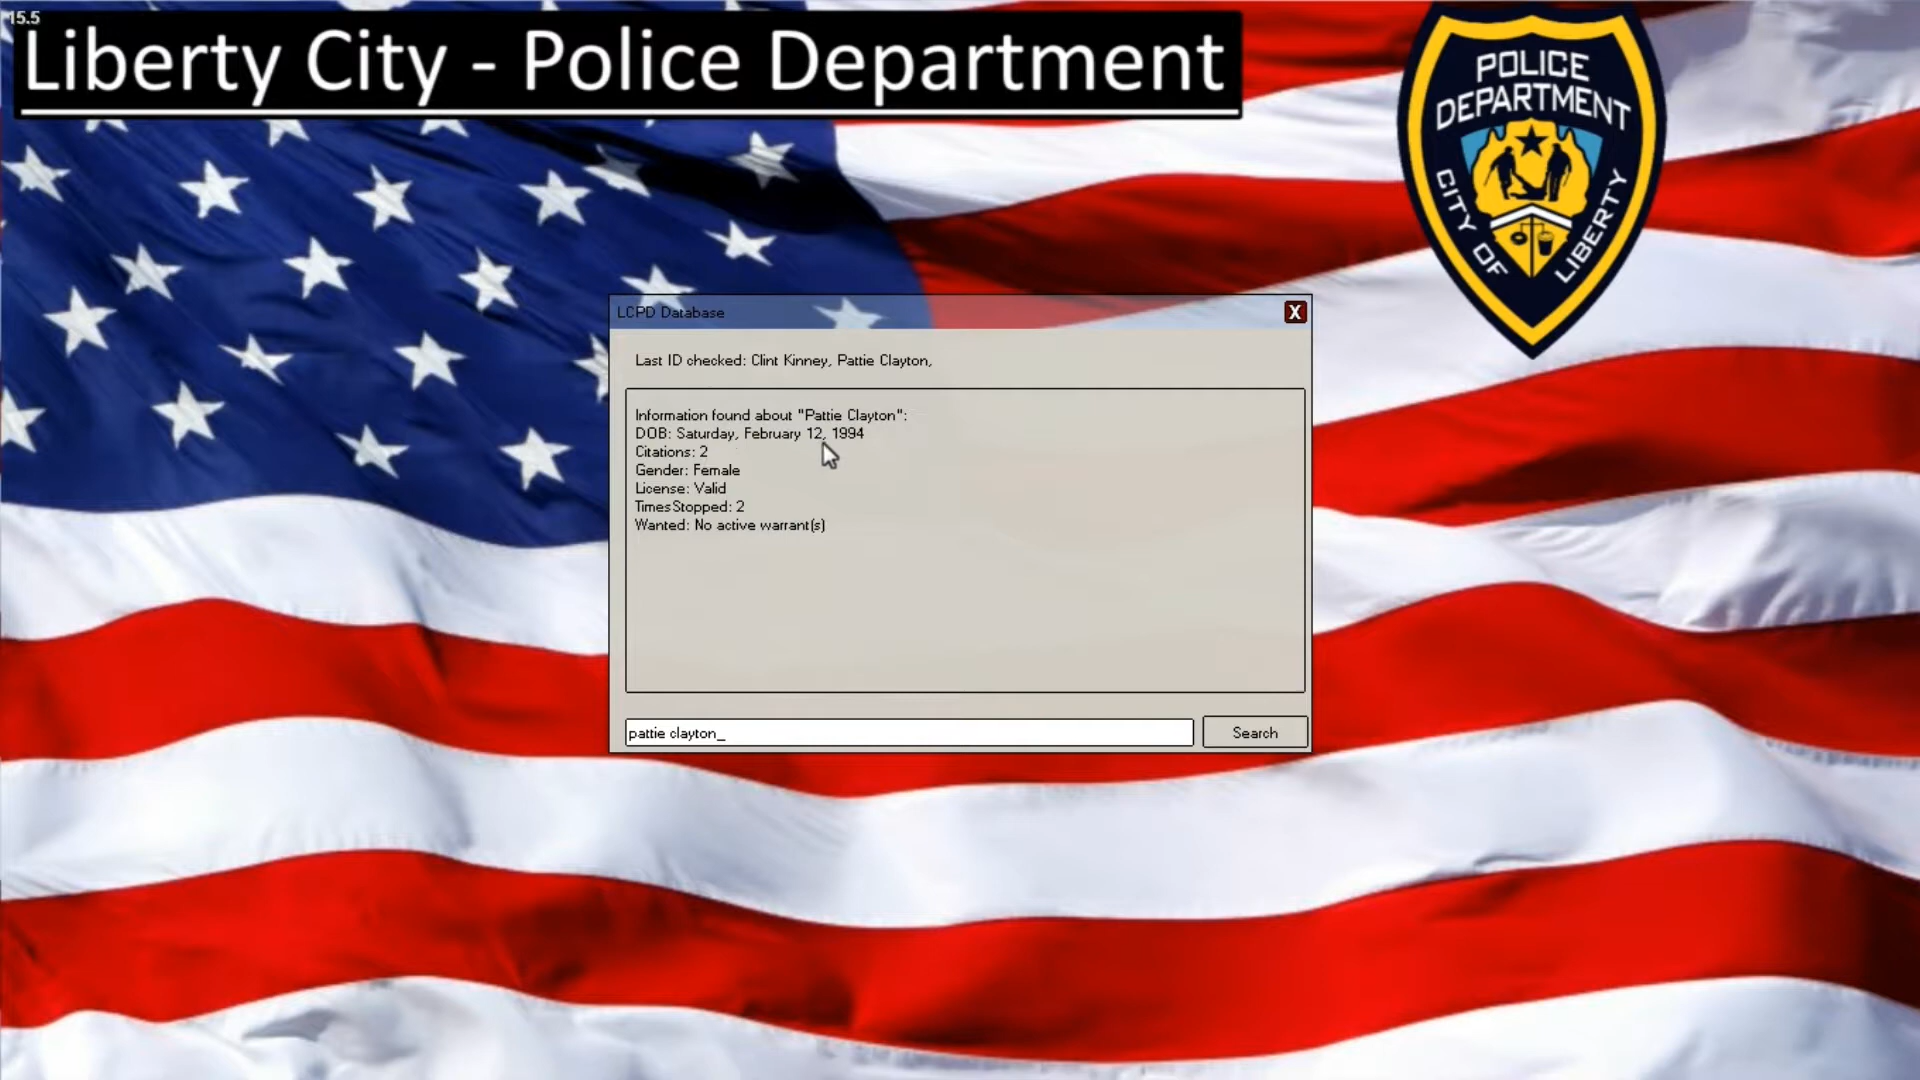 15.5
Liberty City - Police Department
POLICE
DEPARTMENT
CITY OF LIBERTY
LCPD Database
X
Last ID checked: Clint Kinney, Pattie Clayton,
Information found about "Pattie Clayton":
DOB: Saturday, February 12, 1994
Citations: 2
Gender: Female
License: Valid
TimesStopped: 2
Wanted: No active warrant(s)
pattie clayton_
Search